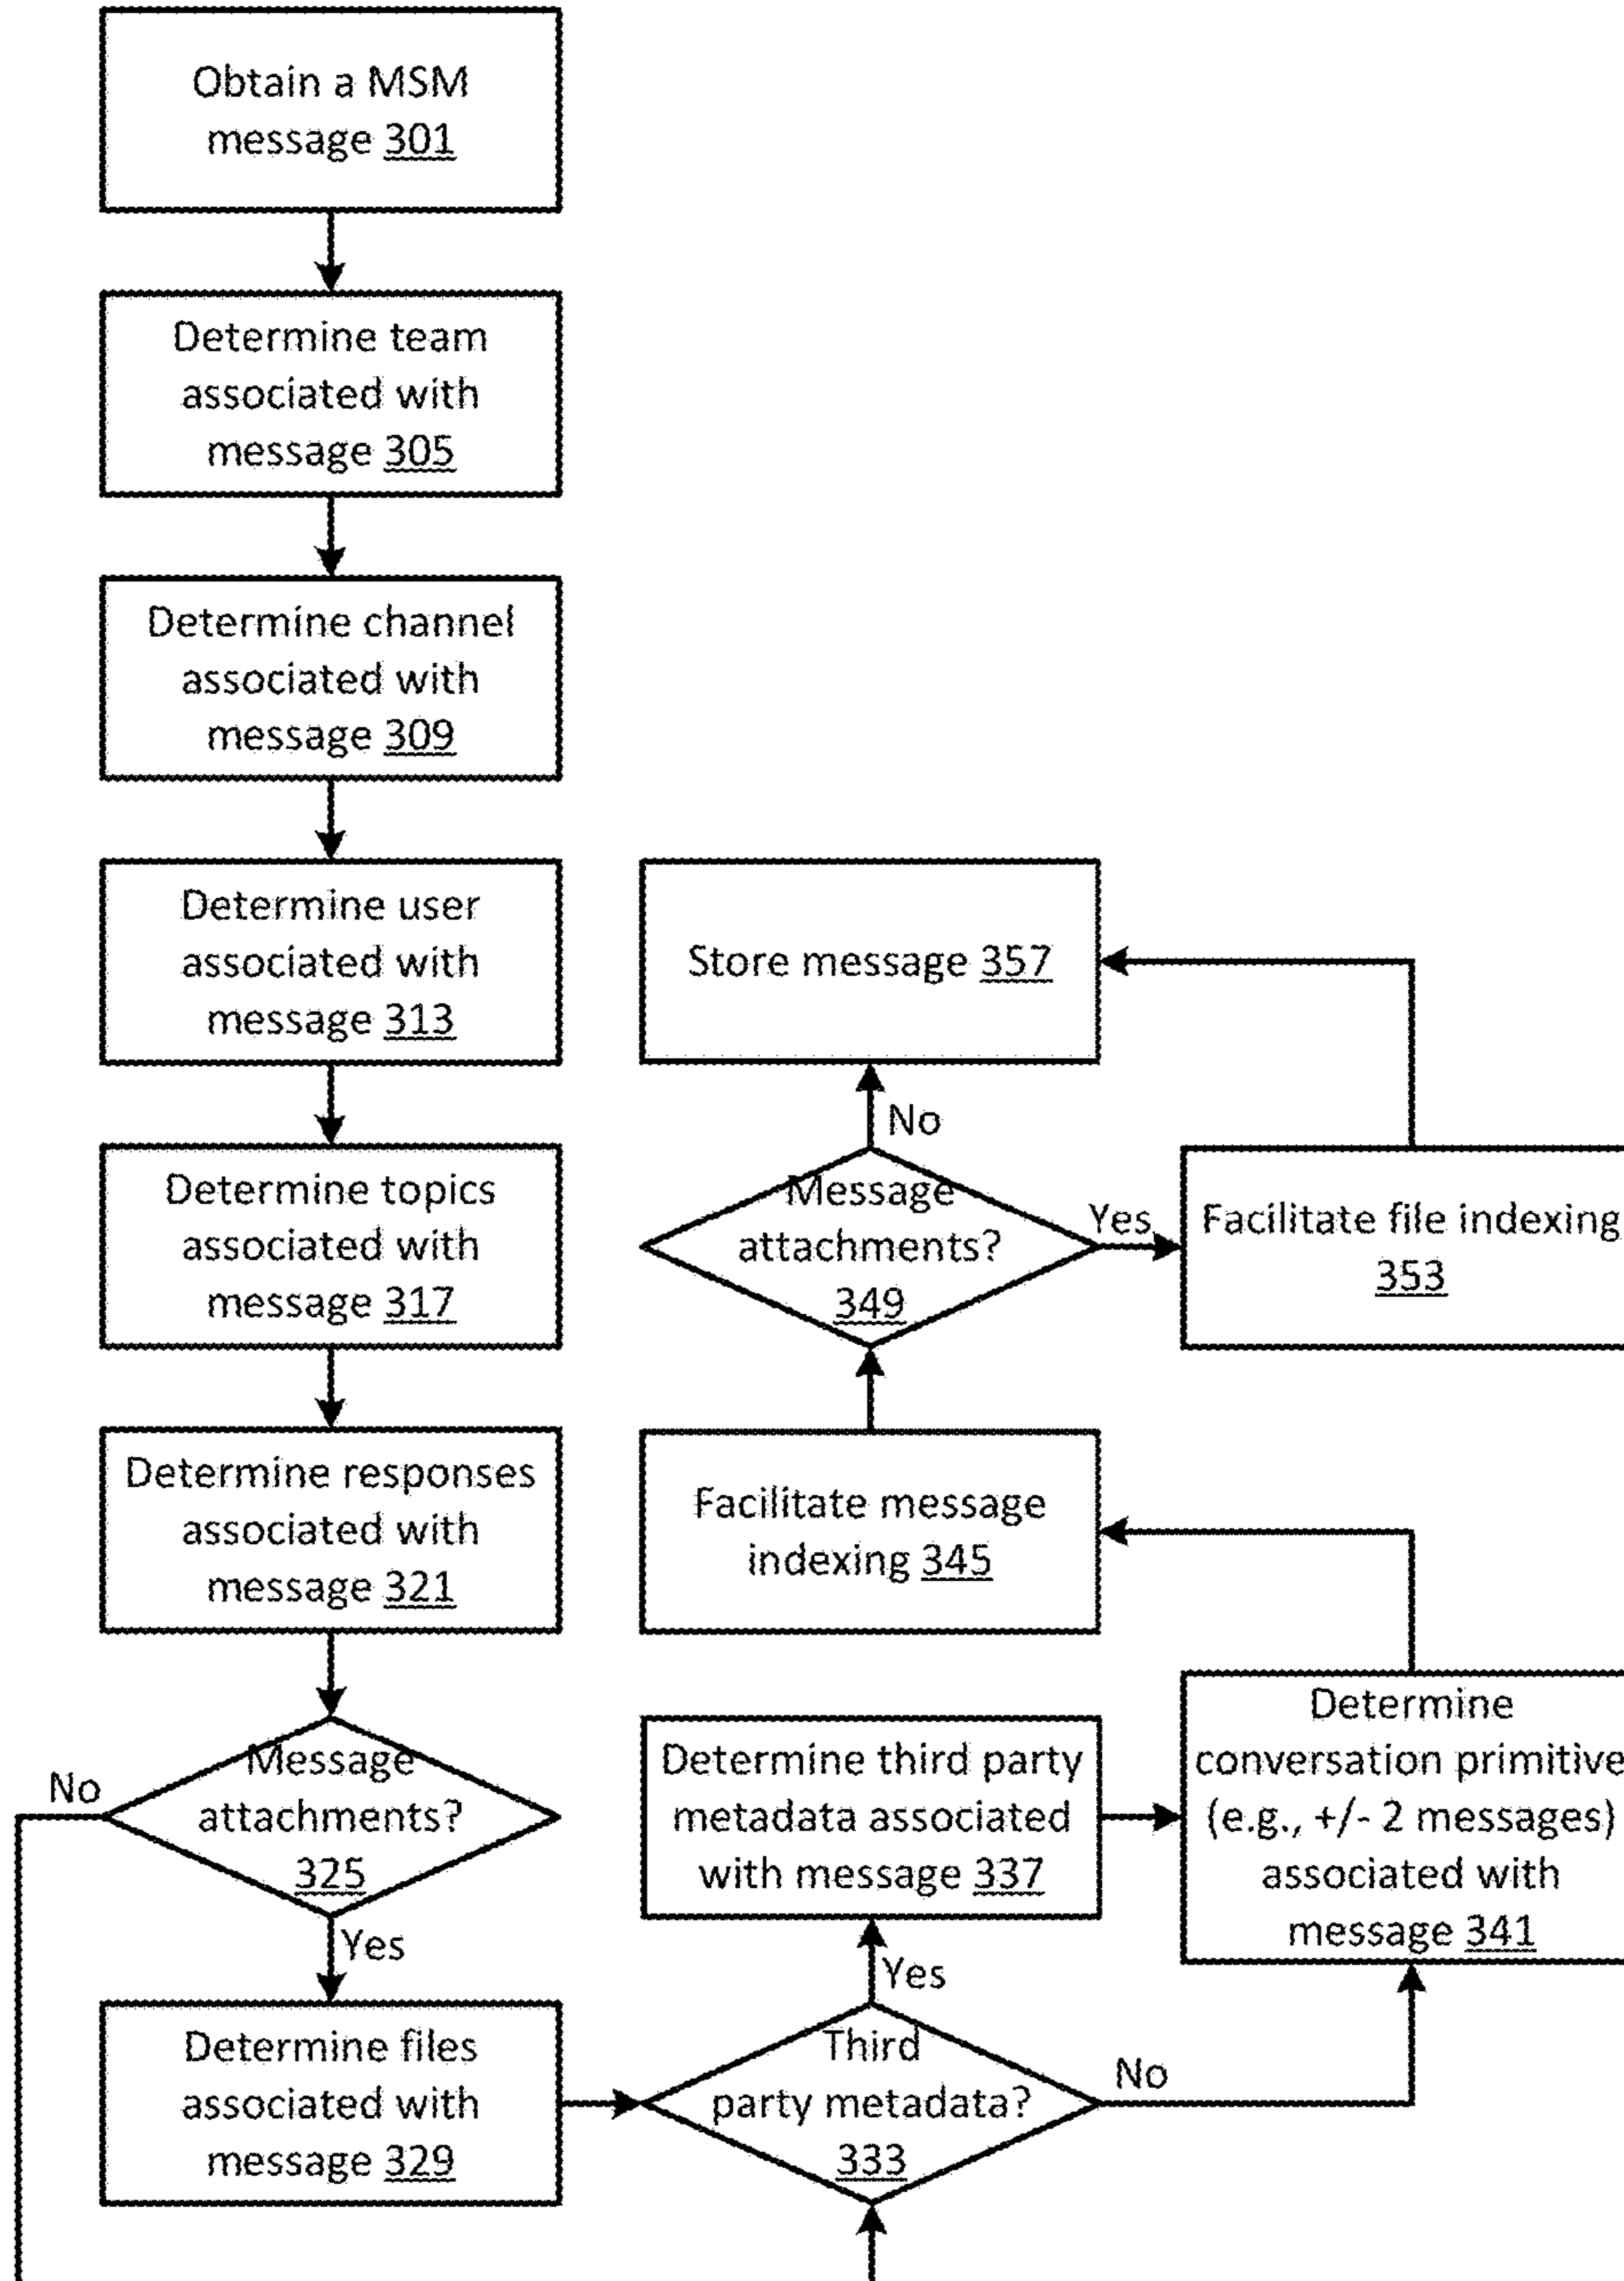 Obtain a MSM
message 301
Determine team
associated with
message 305
Determine channel
associated with
message 309
Determine user
associated with
message 313
Determine topics
associated with
message 317
Determine responses
associated with
message 321
No
Message
attachments?
325
Yes
Determine files
associated with
message 329
Third
party metadata?
333
No
Yes
Determine third party
metadata associated
with message 337
Determine
conversation primitive
(e.g., +/- 2 messages)
associated with
message 341
Facilitate message
indexing 345
Message
attachments?
349
Yes
Facilitate file indexing
353
No
Store message 357